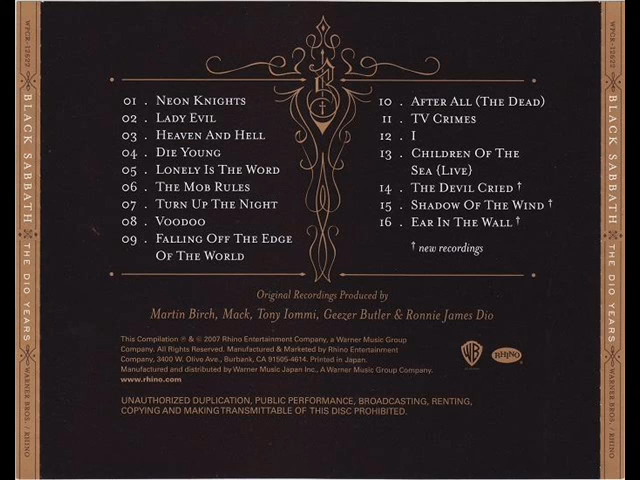 WPCR-12622
BLACK SABBATH
THE DIO YEARS
WARNER BROS. / RHINO
01 . NEON KNIGHTS
02 . LADY EVIL
03 . HEAVEN AND HELL
04 . DIE YOUNG
05 . LONELY IS THE WORD
06 . THE MOB RULES
07 . TURN UP THE NIGHT
08 . VOODOO
09 . FALLING OFF THE EDGE
OF THE WORLD
10 . AFTER ALL (THE DEAD)
11 . TV CRIMES
12 . I
13 . CHILDREN OF THE
SEA {LIVE}
14 . THE DEVIL CRIED †
15 . SHADOW OF THE WIND †
16 . EAR IN THE WALL †
† new recordings
Original Recordings Produced by
Martin Birch, Mack, Tony Iommi, Geezer Butler & Ronnie James Dio
This Compilation ℗ & © 2007 Rhino Entertainment Company, a Warner Music Group
Company. All Rights Reserved. Manufactured & Marketed by Rhino Entertainment
Company, 3400 W. Olive Ave., Burbank, CA 91505-4614. Printed in Japan.
Manufactured and distributed by Warner Music Japan Inc., A Warner Music Group Company.
www.rhino.com
UNAUTHORIZED DUPLICATION, PUBLIC PERFORMANCE, BROADCASTING, RENTING,
COPYING AND MAKING TRANSMITTABLE OF THIS DISC PROHIBITED.
WB
RHINO
WPCR-12622
BLACK SABBATH
THE DIO YEARS
WARNER BROS. / RHINO